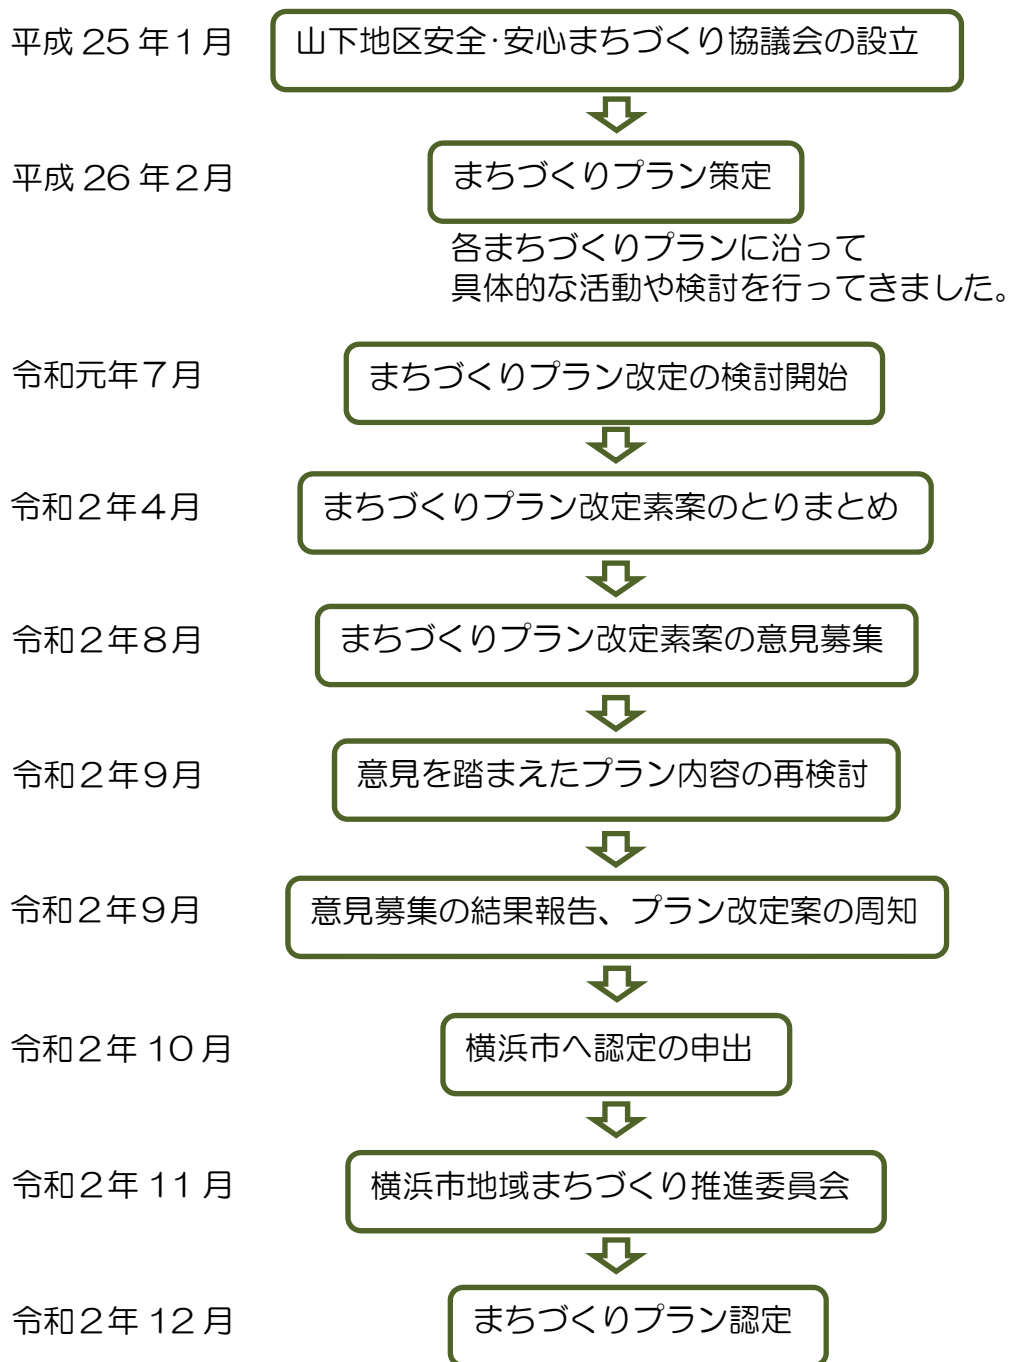 平成25年1月 山下地区安全･安心まちづくり協議会の設立
平成26年2月 まちづくりプラン策定
各まちづくりプランに沿って
具体的な活動や検討を行ってきました。
令和元年7月 まちづくりプラン改定の検討開始
令和2年4月 まちづくりプラン改定素案のとりまとめ
令和2年8月 まちづくりプラン改定素案の意見募集
令和2年9月 意見を踏まえたプラン内容の再検討
令和2年9月 意見募集の結果報告、プラン改定案の周知
令和2年10月 横浜市へ認定の申出
令和2年11月 横浜市地域まちづくり推進委員会
令和2年12月 まちづくりプラン認定